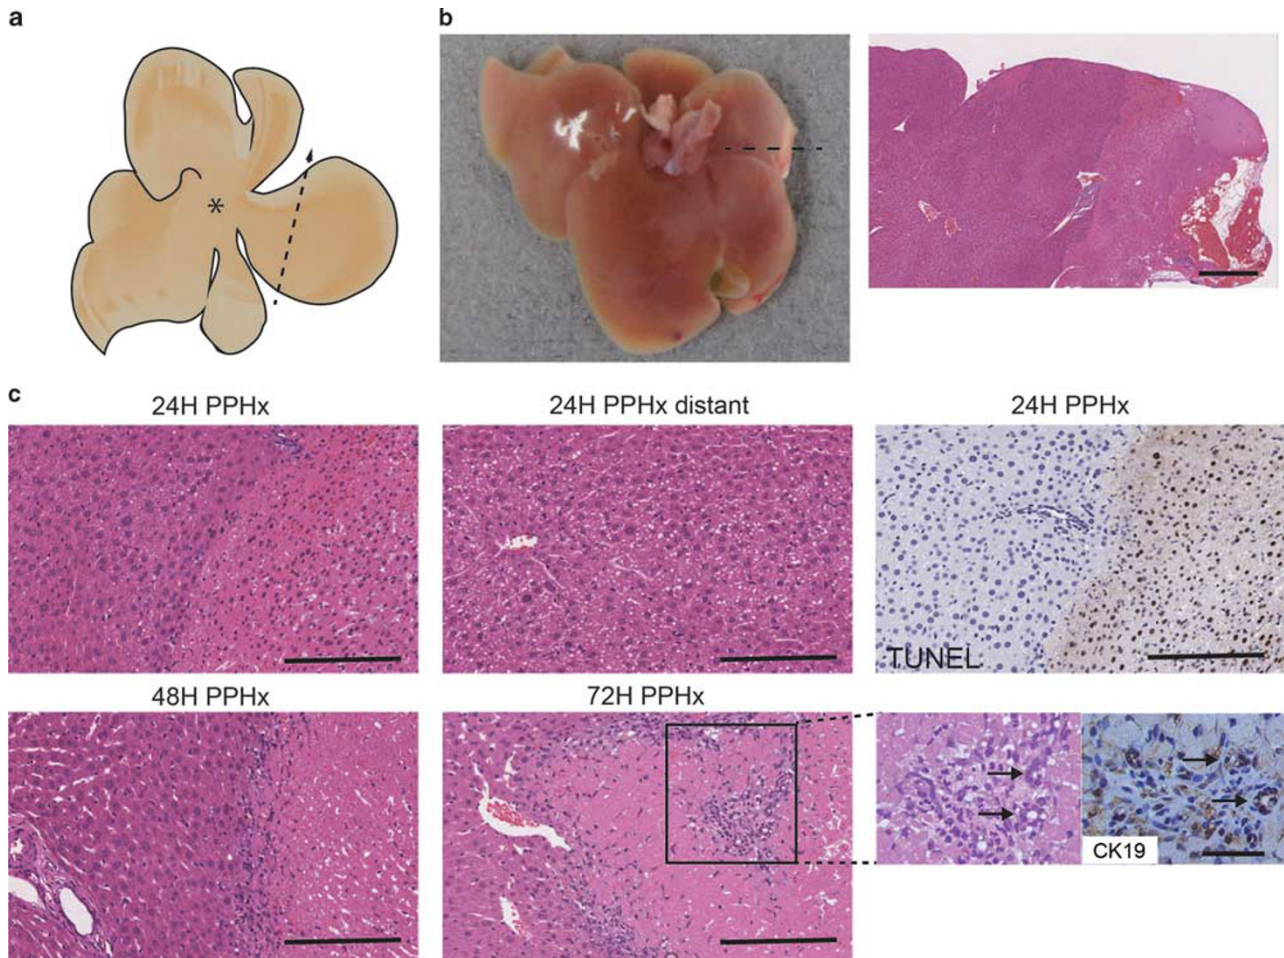 a
b
*
c
24H PPHx
24H PPHx distant
24H PPHx
TUNEL
48H PPHx
72H PPHx
CK19